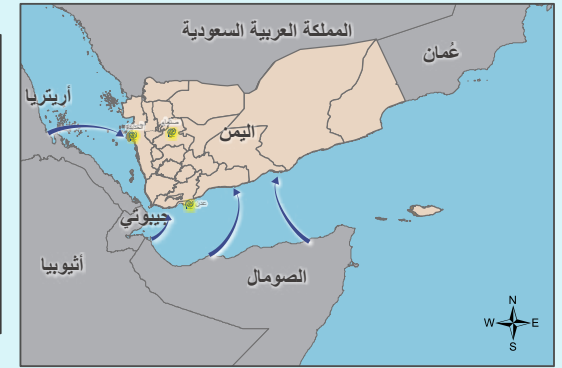 المملكة العربية السعودية
عُمان
أريتريا
اليمن
جيبوتي
أثيوبيا
الصومال
N
W E
S